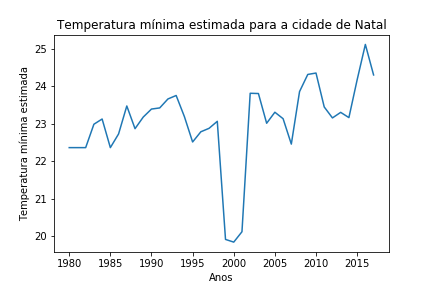 Temperatura mínima estimada para a cidade de Natal
Temperatura mínima estimada
25
24
23
22
21
20
1980 1985 1990 1995 2000 2005 2010 2015
Anos